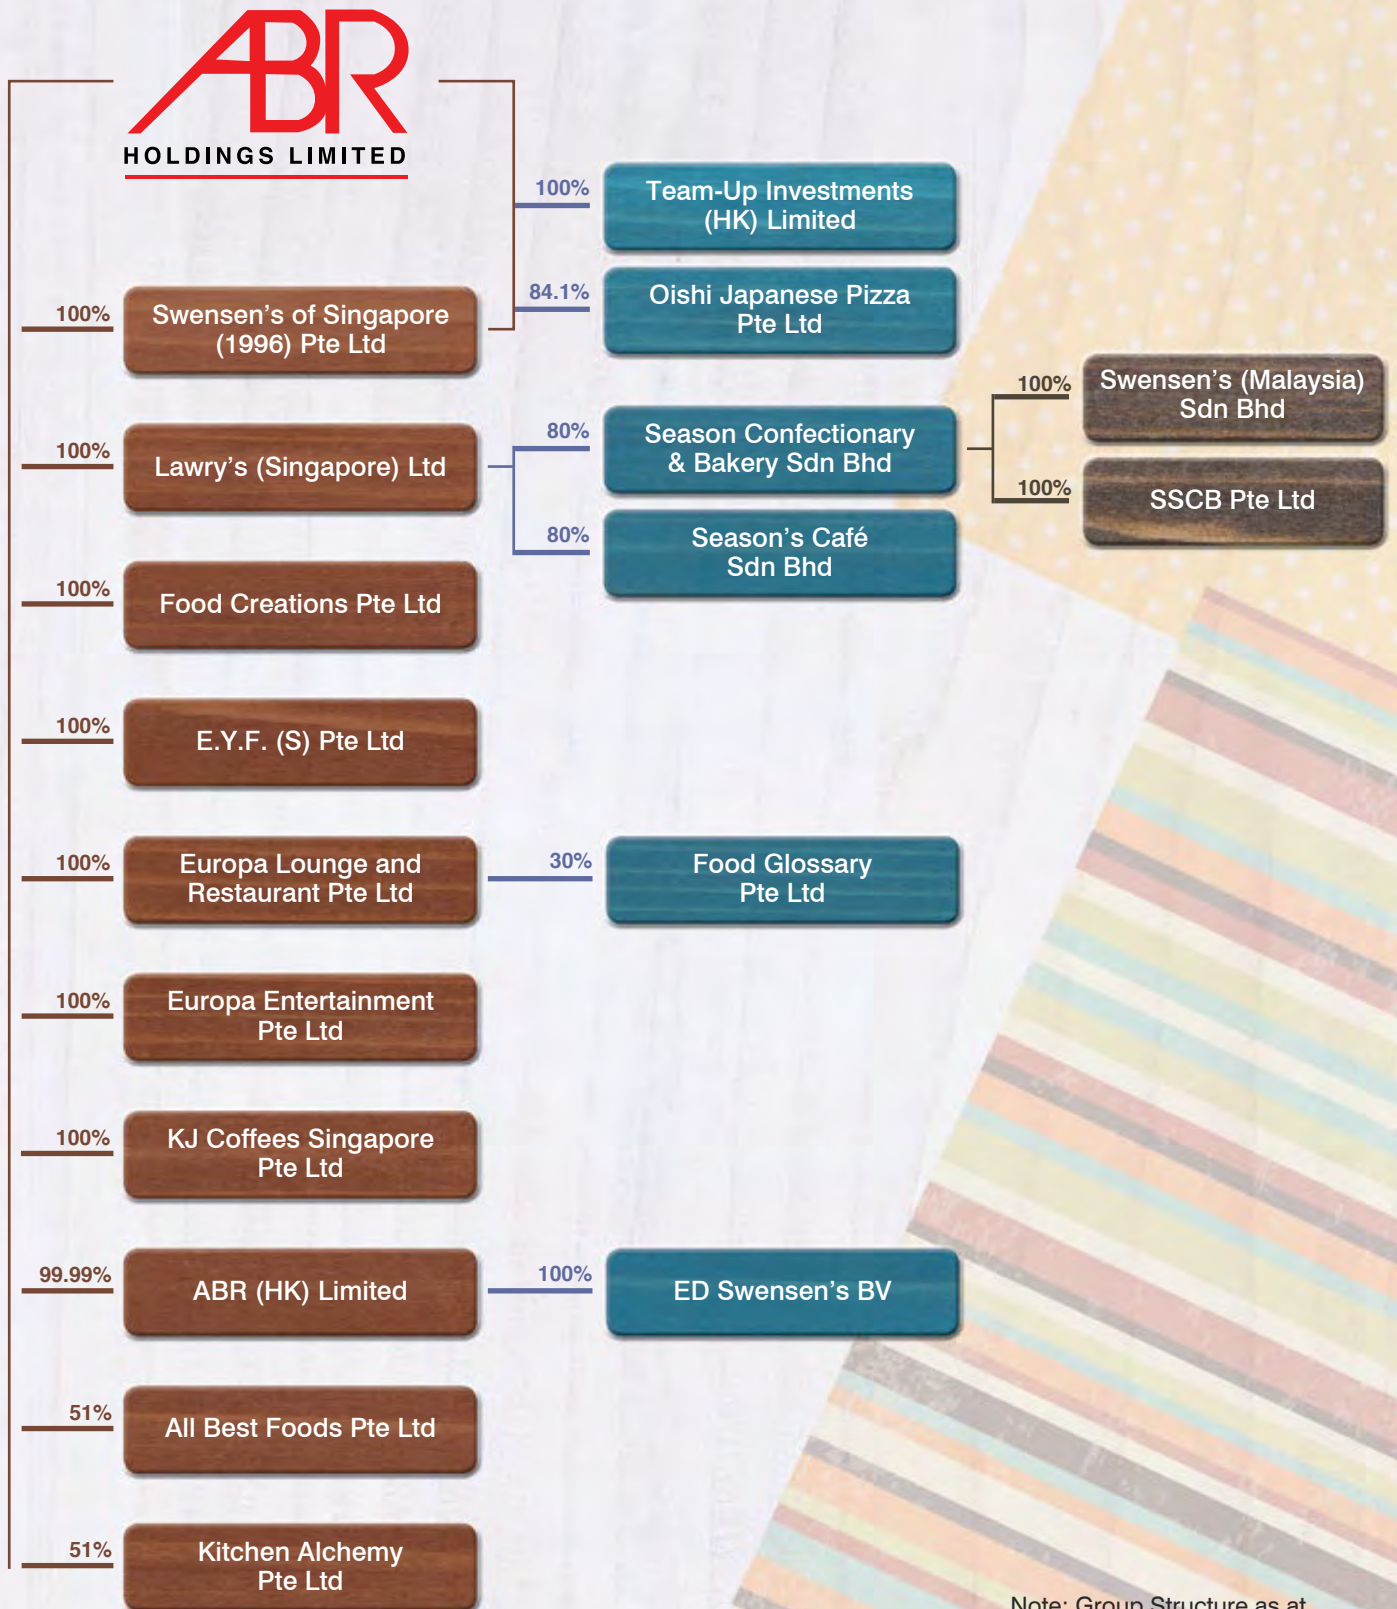 ABR
HOLDINGS LIMITED
100%
Team-Up Investments
(HK) Limited
84.1%
Oishi Japanese Pizza
Pte Ltd
100%
Swensen's of Singapore
(1996) Pte Ltd
100%
Lawry's (Singapore) Ltd
80%
Season Confectionary
& Bakery Sdn Bhd
100%
Swensen's (Malaysia)
Sdn Bhd
100%
SSCB Pte Ltd
80%
Season's Café
Sdn Bhd
100%
Food Creations Pte Ltd
100%
E.Y.F. (S) Pte Ltd
100%
Europa Lounge and
Restaurant Pte Ltd
30%
Food Glossary
Pte Ltd
100%
Europa Entertainment
Pte Ltd
100%
KJ Coffees Singapore
Pte Ltd
99.99%
ABR (HK) Limited
100%
ED Swensen's BV
51%
All Best Foods Pte Ltd
51%
Kitchen Alchemy
Pte Ltd
Note: Group Structure as at